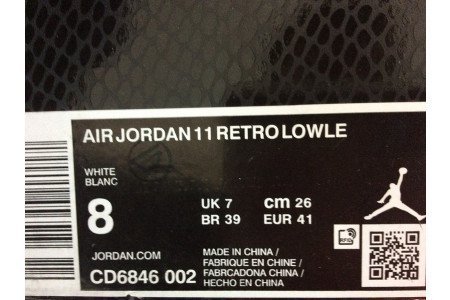 AIR JORDAN 11 RETRO LOW LE
WHITE
BLANC
8
UK 7 cm 26
BR 39 EUR 41
JORDAN.COM
CD6846 002
MADE IN CHINA /
FABRIQUE EN CHINE /
FABRCADONA CHINA /
HECHO EN CHINA
RFID